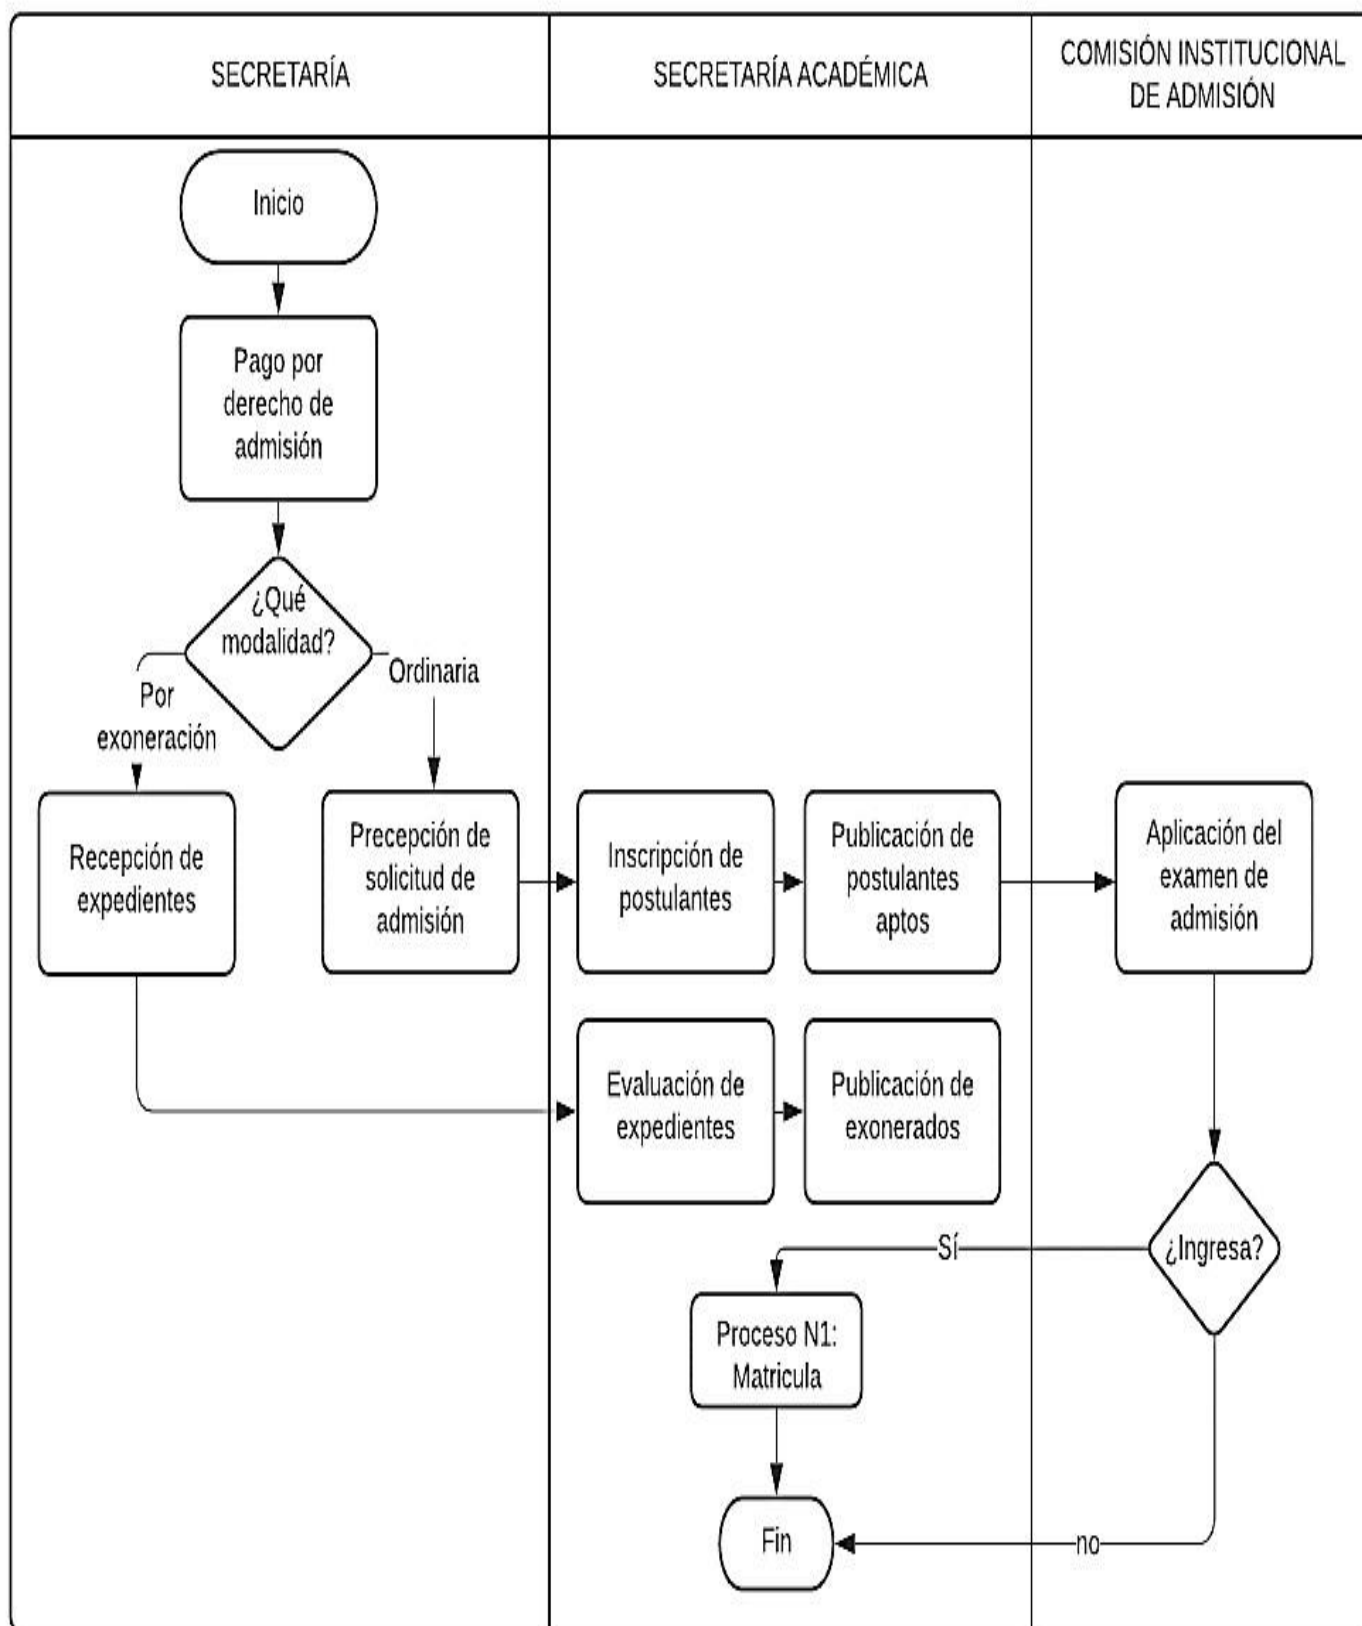 SECRETARÍA
SECRETARÍA ACADÉMICA
COMISIÓN INSTITUCIONAL
DE ADMISIÓN
Inicio
Pago por
derecho de
admisión
¿Qué
modalidad?
Por
exoneración
Ordinaria
Recepción de
expedientes
Precepción de
solicitud de
admisión
Inscripción de
postulantes
Publicación de
postulantes
aptos
Aplicación del
examen de
admisión
Evaluación de
expedientes
Publicación de
exonerados
¿Ingresa?
Sí
Proceso N1:
Matricula
Fin
no